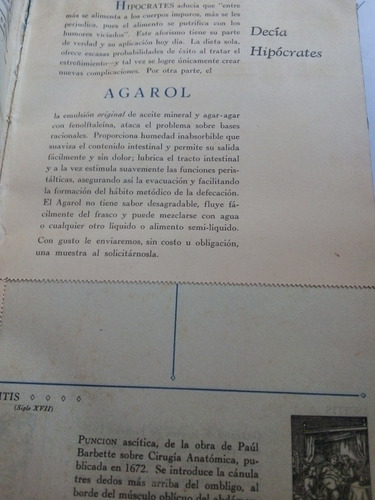 HIPOCRATES aducía que "entre
más se alimenta a los cuerpos impuros, más se les
perjudica, pues el alimento se putrifica con los
humores viciados". Este aforismo tiene su parte
de verdad y su aplicación hoy día. La dieta sola,
ofrece escasas probabilidades de éxito al tratar el
estreñimiento—y tal vez se logre únicamente crear
nuevas complicaciones. Por otra parte, el
Decía
Hipócrates
AGAROL
la emulsión original de aceite mineral y agar-agar
con fenolftaleína, ataca el problema sobre bases
racionales. Proporciona humedad inabsorbible que
suaviza el contenido intestinal y permite su salida
fácilmente y sin dolor; lubrica el tracto intestinal
y a la vez estimula suavemente las funciones peris-
tálticas, asegurando así la evacuación y facilitando
la formación del hábito metódico de la defecación.
El Agarol no tiene sabor desagradable, fluye fá-
cilmente del frasco y puede mezclarse con agua
o cualquier otro líquido o alimento semi-líquido.
Con gusto le enviaremos, sin costo u obligación,
una muestra al solicitárnosla.
ITIS
(Siglo XVII)
PUNCION ascítica, de la obra de Paúl
Barbette sobre Cirugía Anatómica, pu-
blicada en 1672. Se introduce la cánula
tres dedos más arriba del ombligo, al
borde del músculo oblicuo del